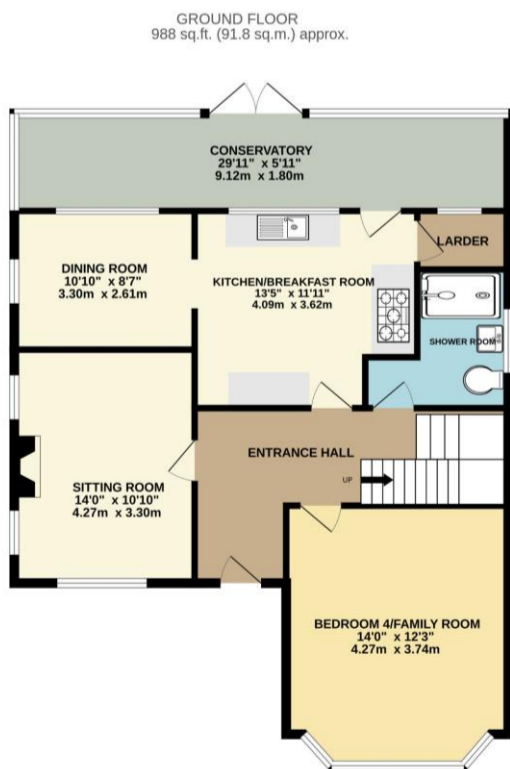 GROUND FLOOR
988 sq.ft. (91.8 sq.m.) approx.
CONSERVATORY
29'11" x 5'11"
9.12m x 1.80m
DINING ROOM
10'10" x 8'7"
3.30m x 2.61m
KITCHEN/BREAKFAST ROOM
13'5" x 11'11"
4.09m x 3.62m
LARDER
SHOWER ROOM
ENTRANCE HALL
UP
SITTING ROOM
14'0" x 10'10"
4.27m x 3.30m
BEDROOM 4/FAMILY ROOM
14'0" x 12'3"
4.27m x 3.74m